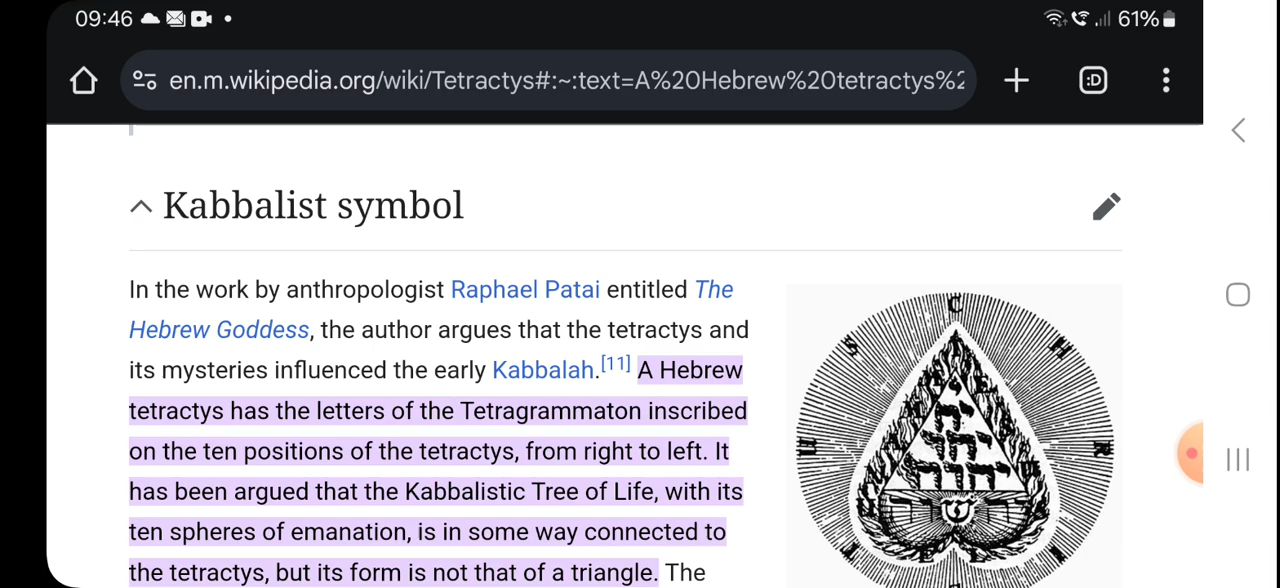 09:46
61%
en.m.wikipedia.org/wiki/Tetractys#:~:text=A%20Hebrew%20tetractys%2
:D
Kabbalist symbol
In the work by anthropologist Raphael Patai entitled The
Hebrew Goddess, the author argues that the tetractys and
its mysteries influenced the early Kabbalah.[11] A Hebrew
tetractys has the letters of the Tetragrammaton inscribed
on the ten positions of the tetractys, from right to left. It
has been argued that the Kabbalistic Tree of Life, with its
ten spheres of emanation, is in some way connected to
the tetractys, but its form is not that of a triangle. The
C
H
R
S
י
יה
יהו
יהוה